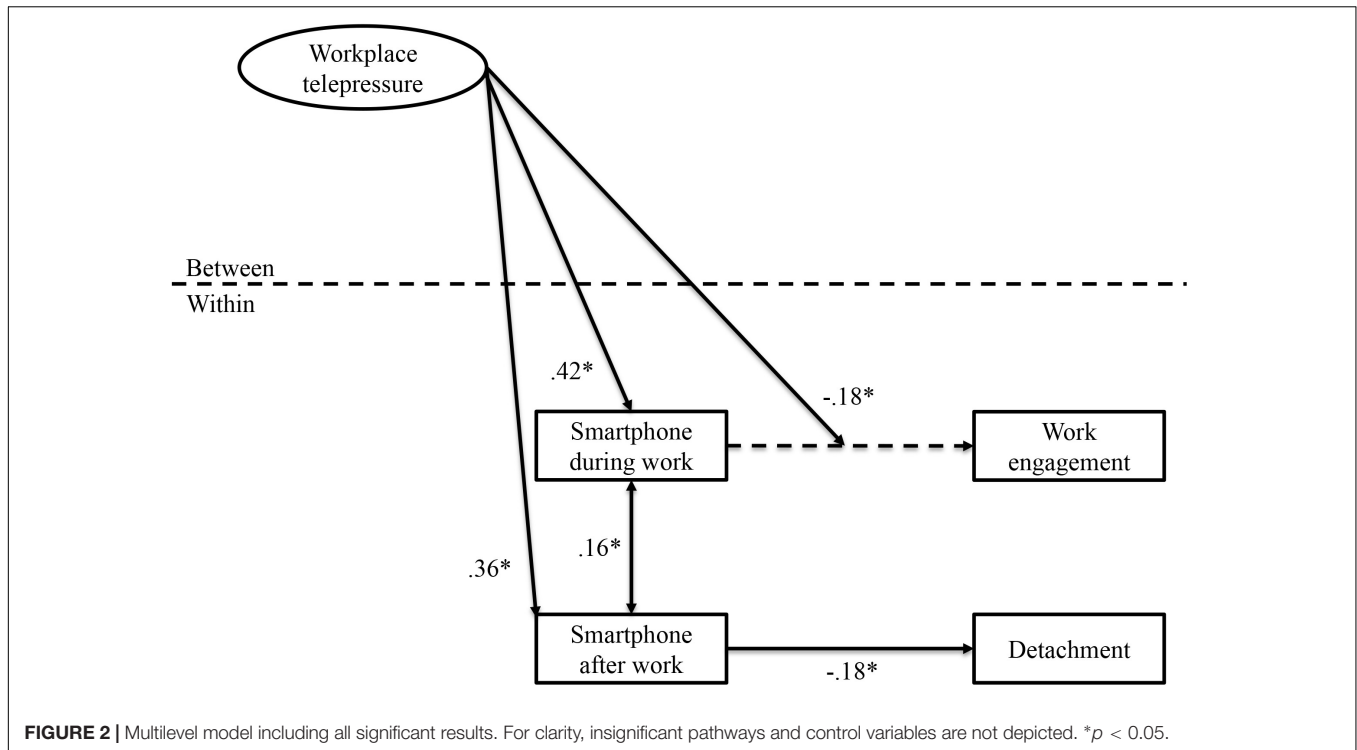 Workplace
telepressure
Between
Within
.42*
-.18*
Smartphone
during work
Work
engagement
.16*
.36*
Smartphone
after work
-.18*
Detachment
FIGURE 2 | Multilevel model including all significant results. For clarity, insignificant pathways and control variables are not depicted. *p < 0.05.